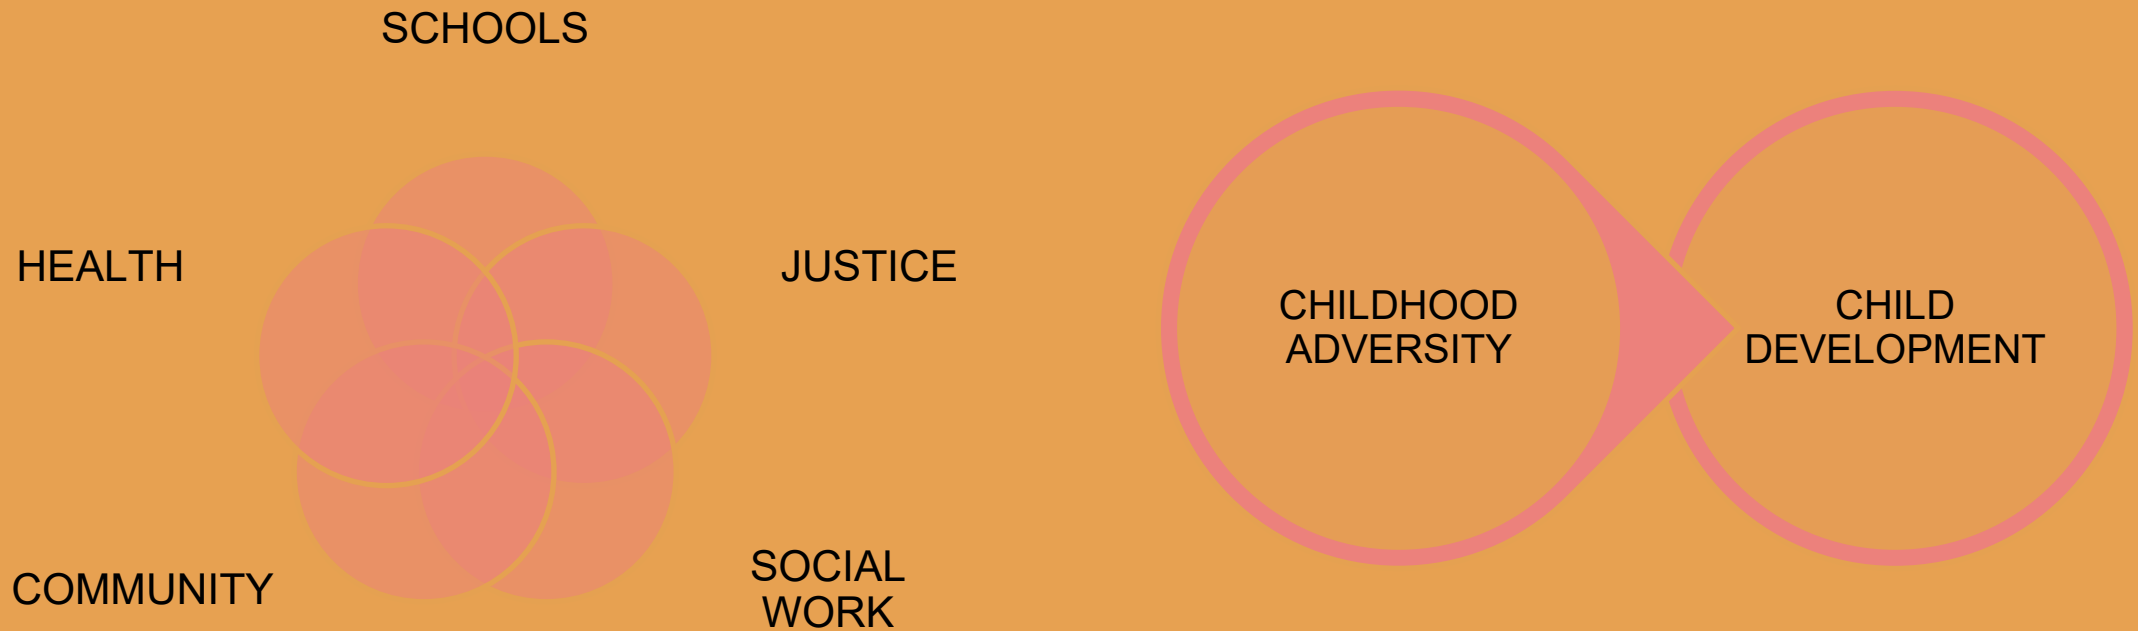 SCHOOLS
HEALTH
JUSTICE
COMMUNITY
SOCIAL
WORK
CHILDHOOD
ADVERSITY
CHILD
DEVELOPMENT